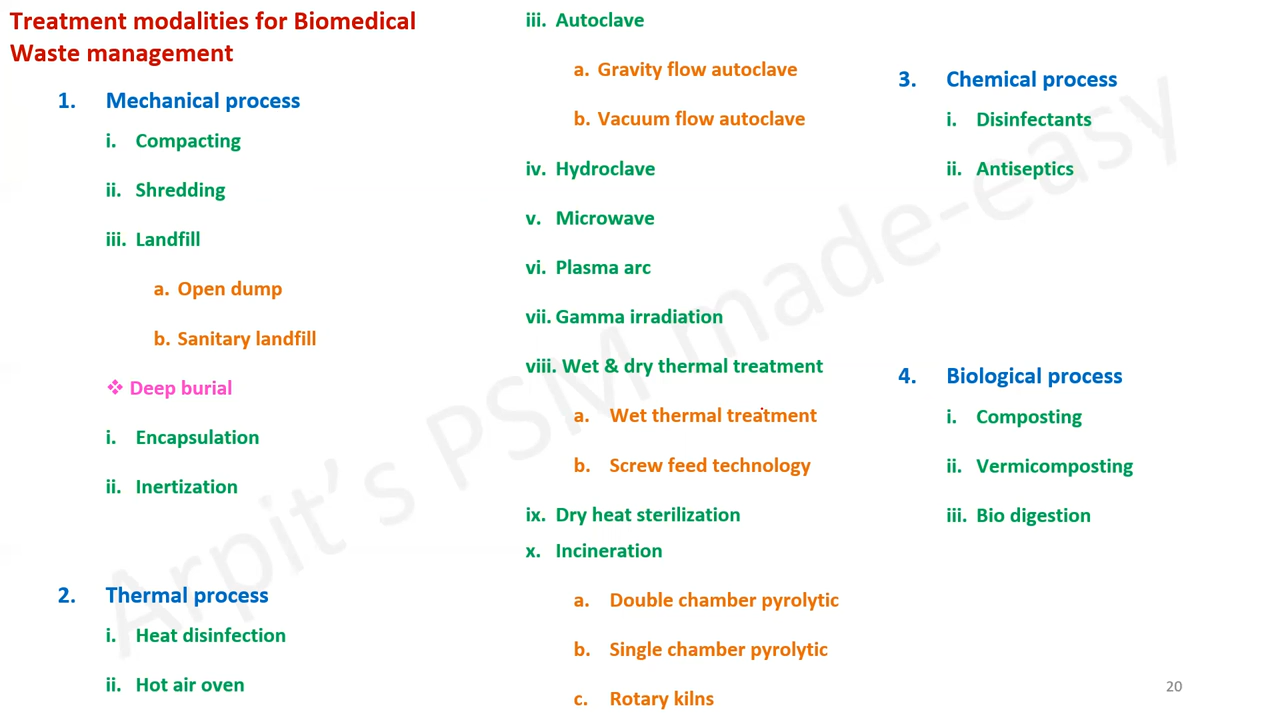 Treatment modalities for Biomedical
Waste management
1. Mechanical process
i. Compacting
ii. Shredding
iii. Landfill
a. Open dump
b. Sanitary landfill
❖ Deep burial
i. Encapsulation
ii. Inertization
2. Thermal process
i. Heat disinfection
ii. Hot air oven
iii. Autoclave
a. Gravity flow autoclave
b. Vacuum flow autoclave
iv. Hydroclave
v. Microwave
vi. Plasma arc
vii. Gamma irradiation
viii. Wet & dry thermal treatment
a. Wet thermal treatment
b. Screw feed technology
ix. Dry heat sterilization
x. Incineration
a. Double chamber pyrolytic
b. Single chamber pyrolytic
c. Rotary kilns
3. Chemical process
i. Disinfectants
ii. Antiseptics
4. Biological process
i. Composting
ii. Vermicomposting
iii. Bio digestion
Arpit's PSM made-easy
20